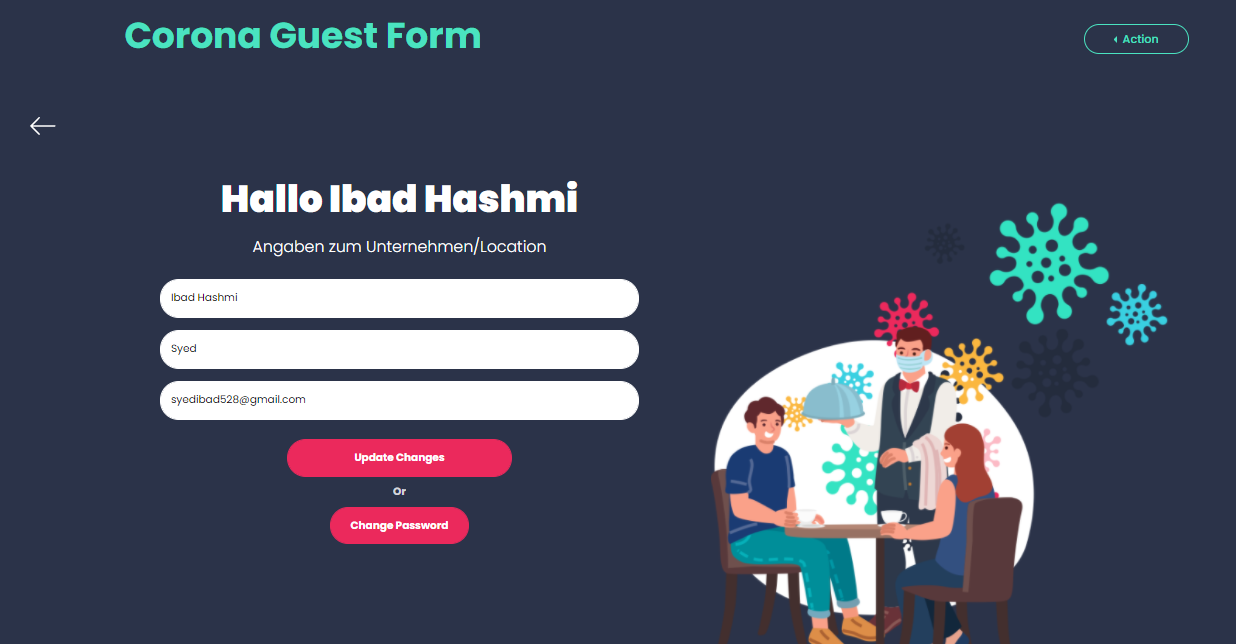 Corona Guest Form
Action
Hallo Ibad Hashmi
Angaben zum Unternehmen/Location
Ibad Hashmi
Syed
syedibad528@gmail.com
Update Changes
Or
Change Password